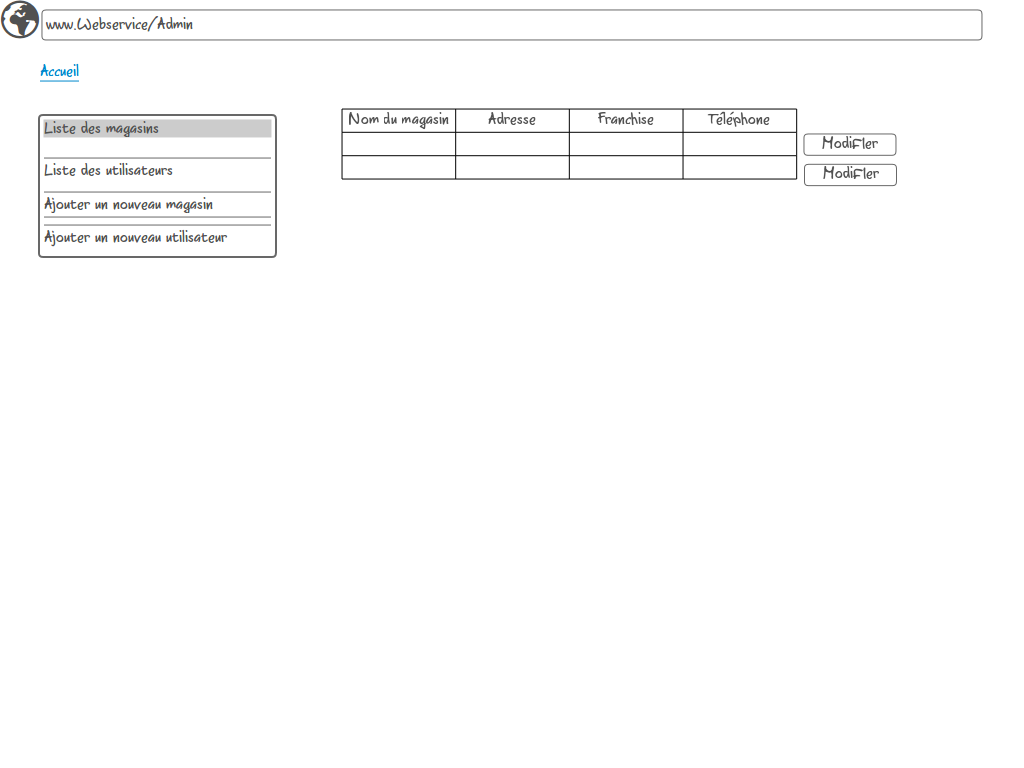 www.Webservice/Admin
Accueil
Liste des magasins
Liste des utilisateurs
Ajouter un nouveau magasin
Ajouter un nouveau utilisateur
Nom du magasin Adresse Franchise Téléphone
Modifier
Modifier